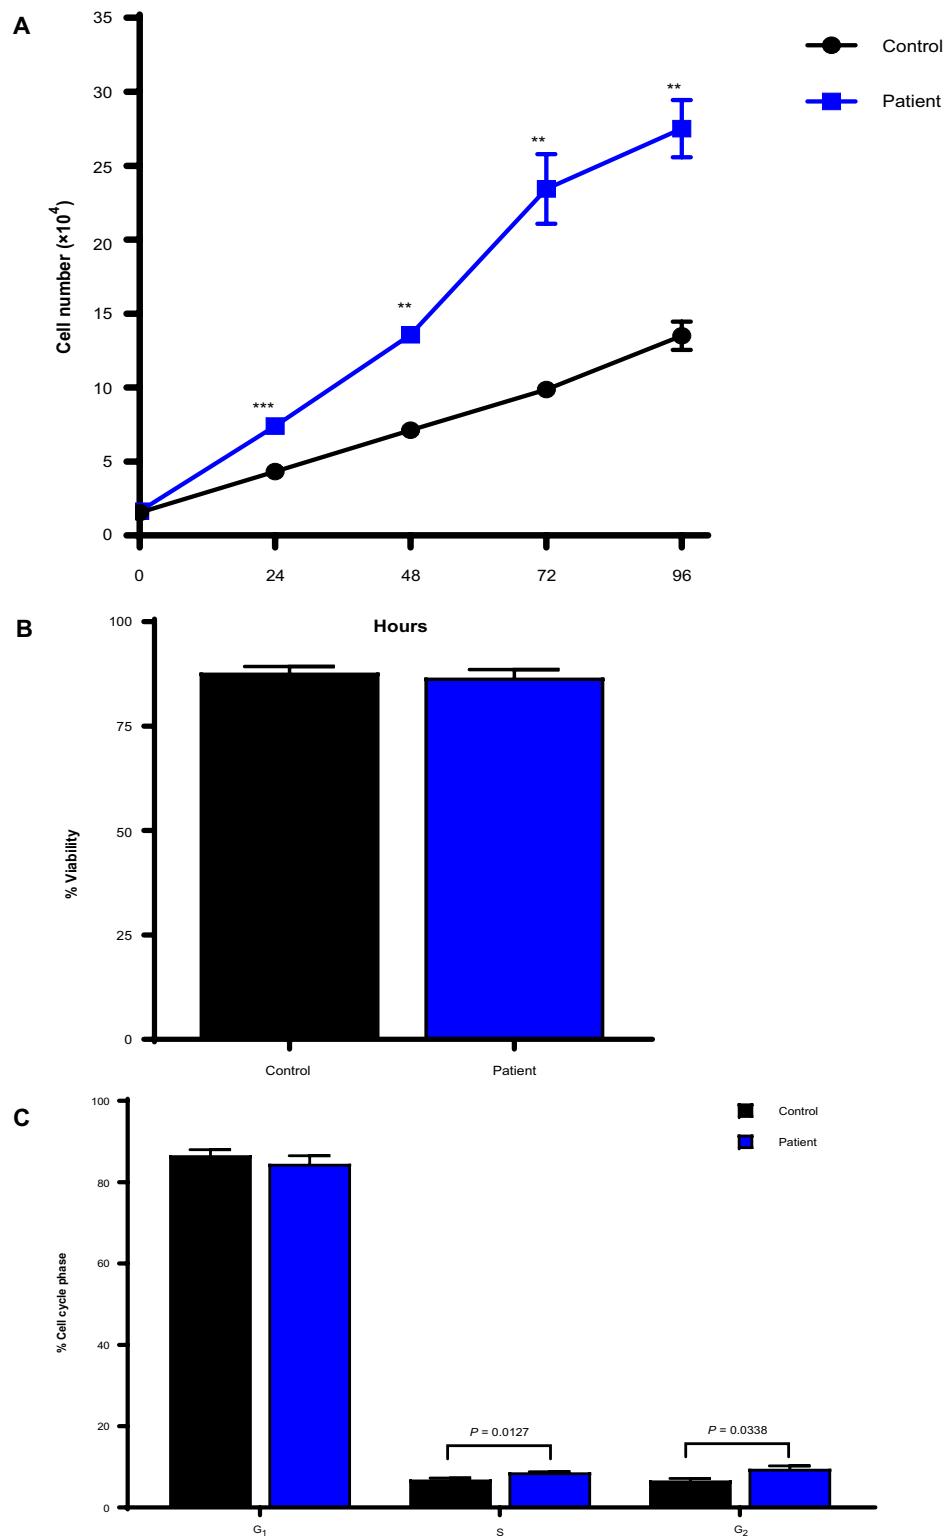 A
35
30
25
20
15
10
5
0
Cell number (×10⁴)
***
**
**
**
Control
Patient
0 24 48 72 96
Hours
B
100
75
50
25
0
% Viability
Control Patient
C
100
80
60
40
20
0
% Cell cycle phase
Control
Patient
P = 0.0127
P = 0.0338
G₁ S G₂